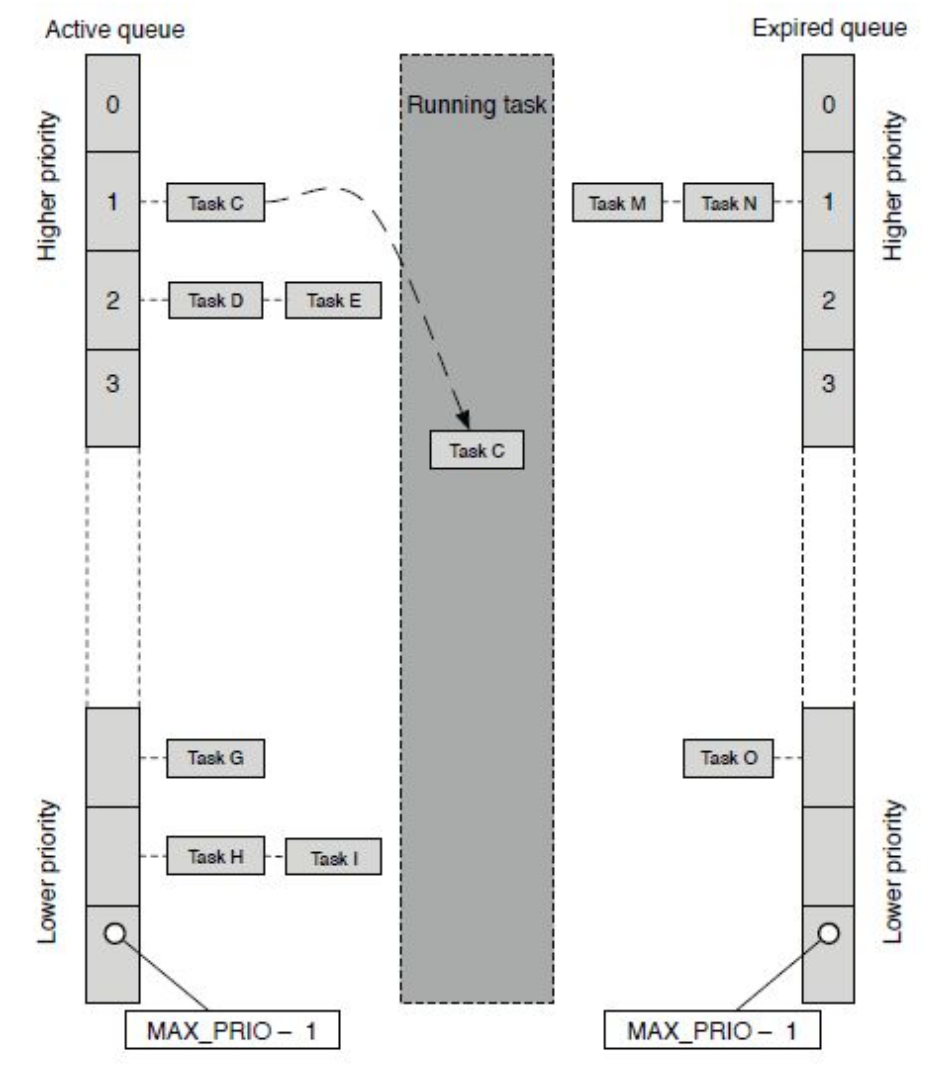 Active queue
Expired queue
Higher priority
0
1
2
3
Task C
Task D
Task E
Running task
Task C
Task M
Task N
0
1
2
3
Higher priority
Lower priority
Task G
Task H
Task I
MAX_PRIO – 1
Task O
Lower priority
MAX_PRIO – 1